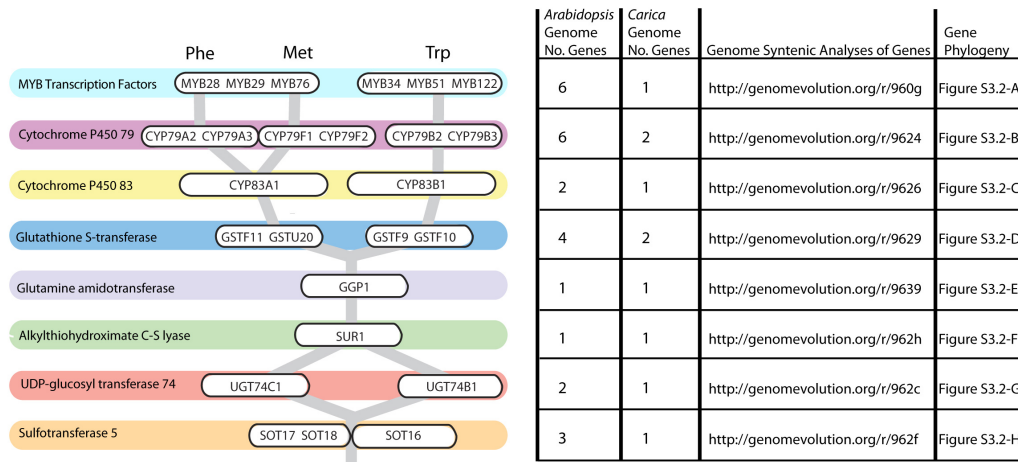 Phe Met Trp
MYB Transcription Factors MYB28 MYB29 MYB76 MYB34 MYB51 MYB122
Cytochrome P450 79 CYP79A2 CYP79A3 CYP79F1 CYP79F2 CYP79B2 CYP79B3
Cytochrome P450 83 CYP83A1 CYP83B1
Glutathione S-transferase GSTF11 GSTU20 GSTF9 GSTF10
Glutamine amidotransferase GGP1
Alkylthiohydroximate C-S lyase SUR1
UDP-glucosyl transferase 74 UGT74C1 UGT74B1
Sulfotransferase 5 SOT17 SOT18 SOT16
Arabidopsis Carica
Genome Genome Gene
No. Genes No. Genes Genome Syntenic Analyses of Genes Phylogeny
6 1 http://genomevolution.org/r/960g Figure S3.2-A
6 2 http://genomevolution.org/r/9624 Figure S3.2-B
2 1 http://genomevolution.org/r/9626 Figure S3.2-C
4 2 http://genomevolution.org/r/9629 Figure S3.2-D
1 1 http://genomevolution.org/r/9639 Figure S3.2-E
1 1 http://genomevolution.org/r/962h Figure S3.2-F
2 1 http://genomevolution.org/r/962c Figure S3.2-G
3 1 http://genomevolution.org/r/962f Figure S3.2-H